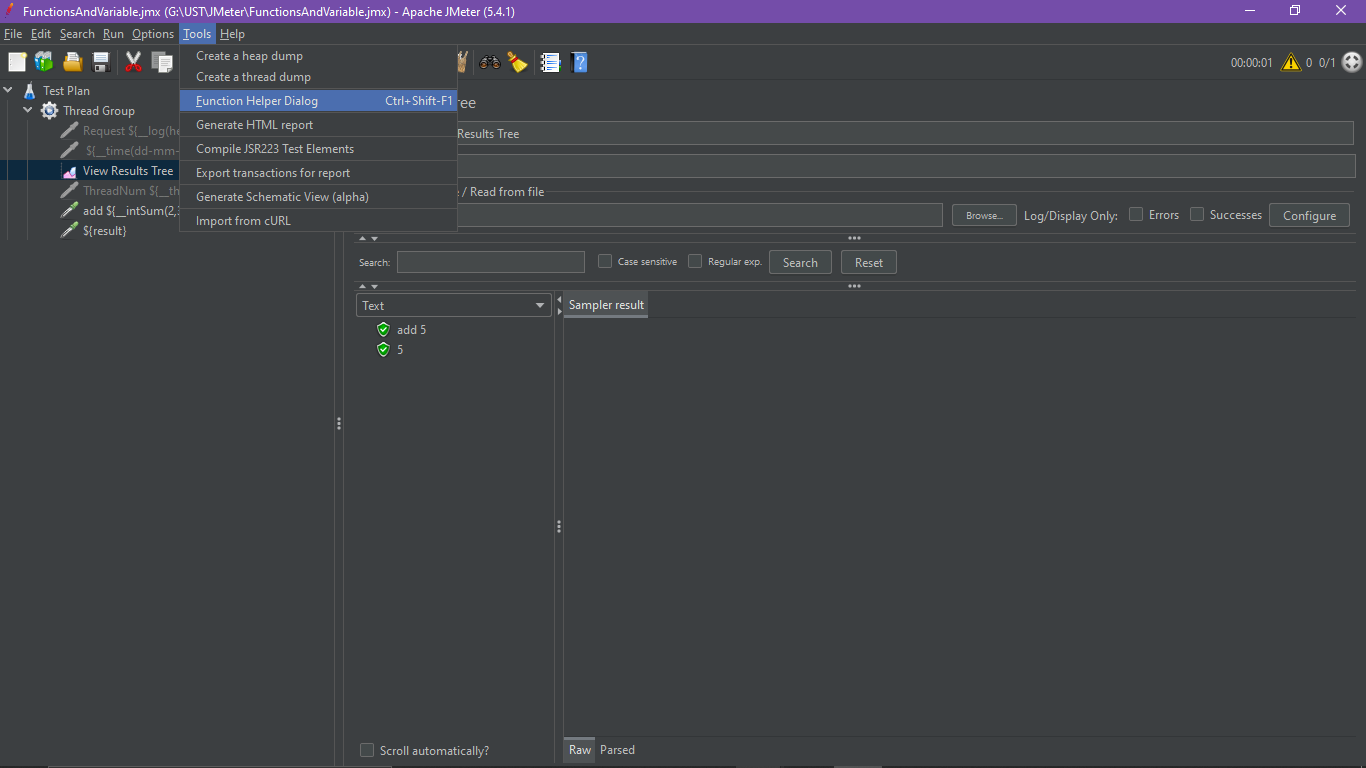 FunctionsAndVariable.jmx (G:\UST\JMeter\FunctionsAndVariable.jmx) - Apache JMeter (5.4.1)
File Edit Search Run Options Tools Help
Create a heap dump
Create a thread dump
Function Helper Dialog Ctrl+Shift-F1
Generate HTML report
Compile JSR223 Test Elements
Export transactions for report
Generate Schematic View (alpha)
Import from cURL
00:00:01 0 0/1
Test Plan
Thread Group
Request ${__log(he
${__time(dd-mm-
View Results Tree
ThreadNum ${__th
add ${__intSum(2,3
${result}
ree
Results Tree
/ Read from file
Browse... Log/Display Only: Errors Successes Configure
Search: Case sensitive Regular exp. Search Reset
Text
Sampler result
add 5
5
Scroll automatically?
Raw Parsed